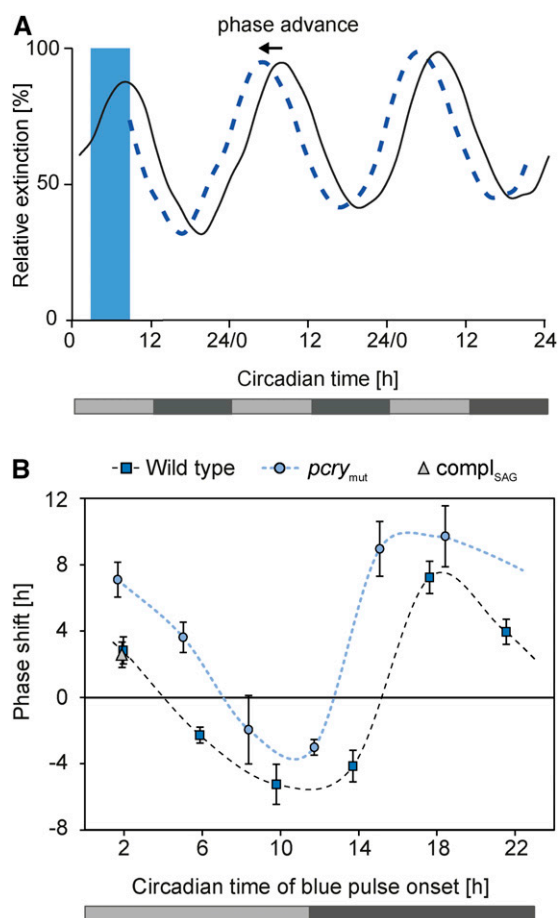 A
phase advance
Relative extinction [%]
100
50
0
0 12 24/0 12 24/0 12 24
Circadian time [h]
B
Wild type pcrymut complSAG
Phase shift [h]
12
8
4
0
-4
-8
2 6 10 14 18 22
Circadian time of blue pulse onset [h]